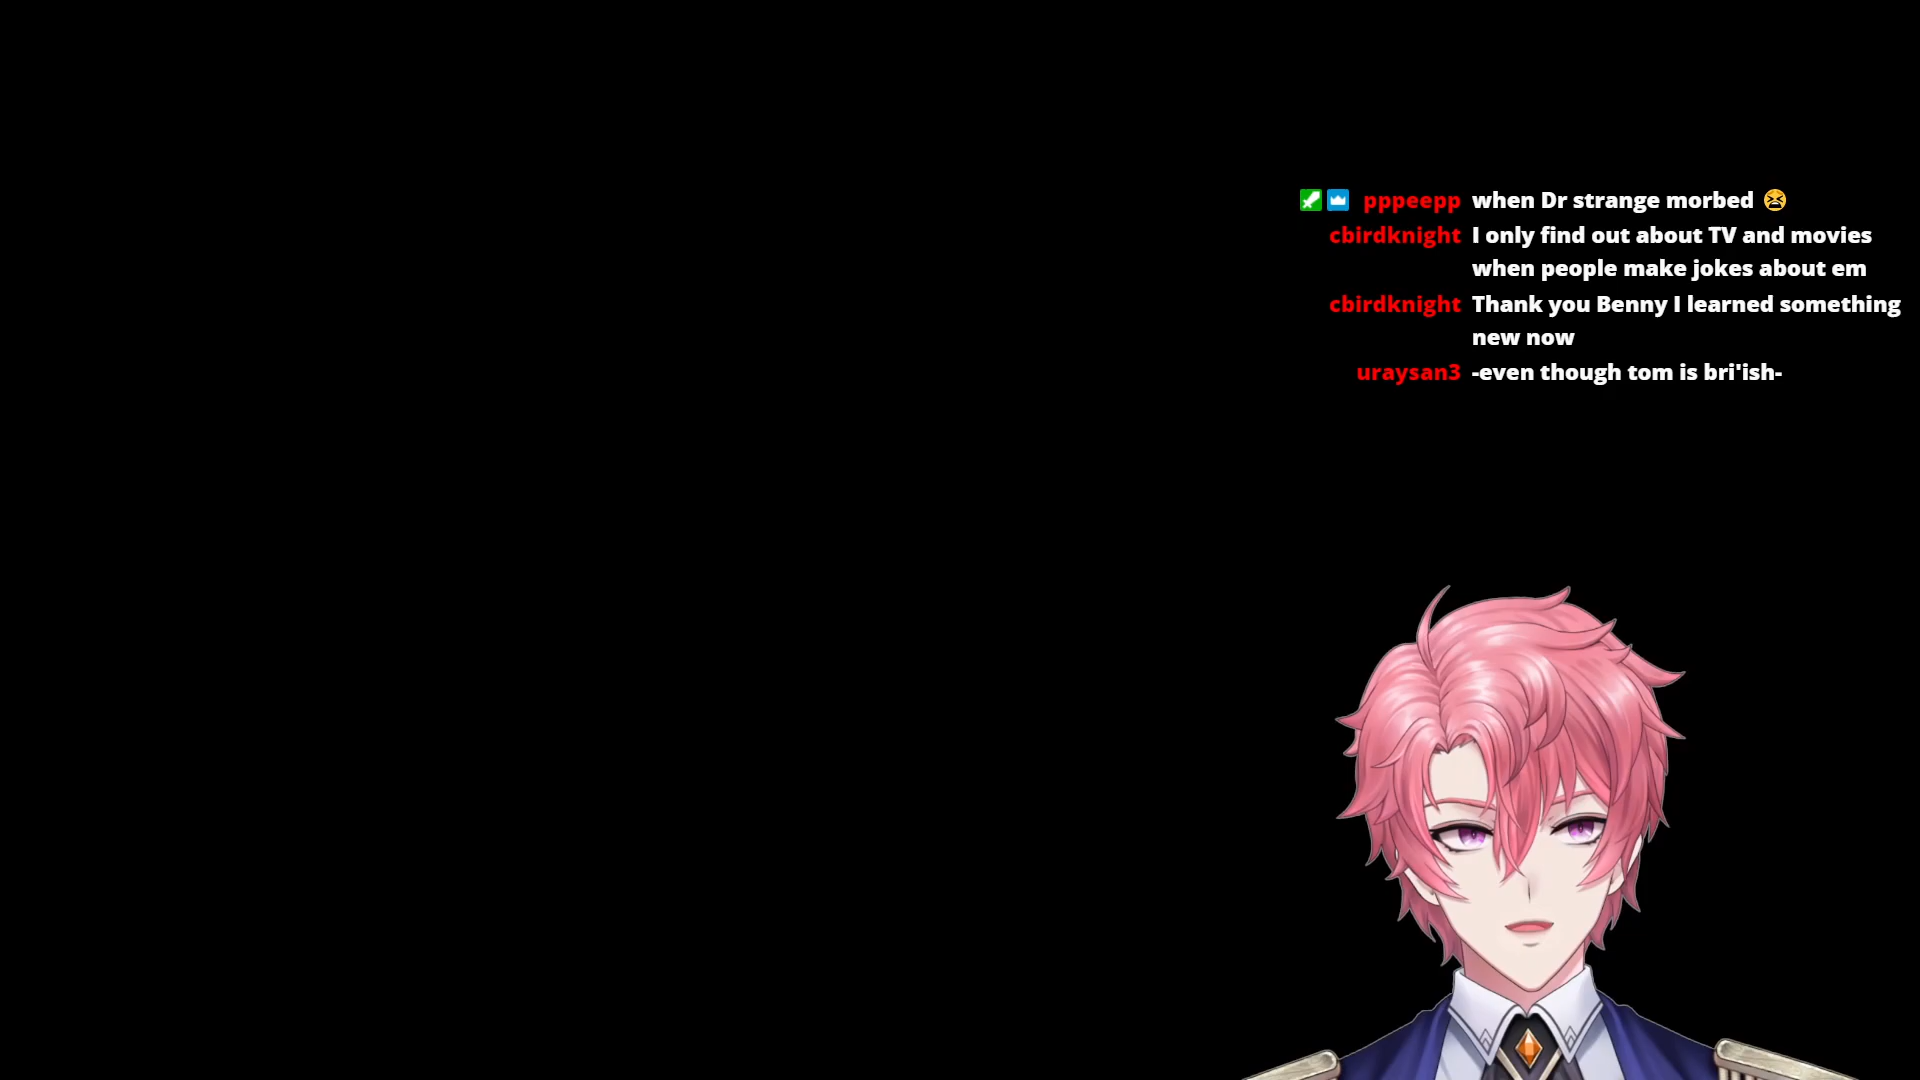 pppeepp when Dr strange morbed 😫
cbirdknight I only find out about TV and movies
when people make jokes about em
cbirdknight Thank you Benny I learned something
new now
uraysan3 -even though tom is bri'ish-